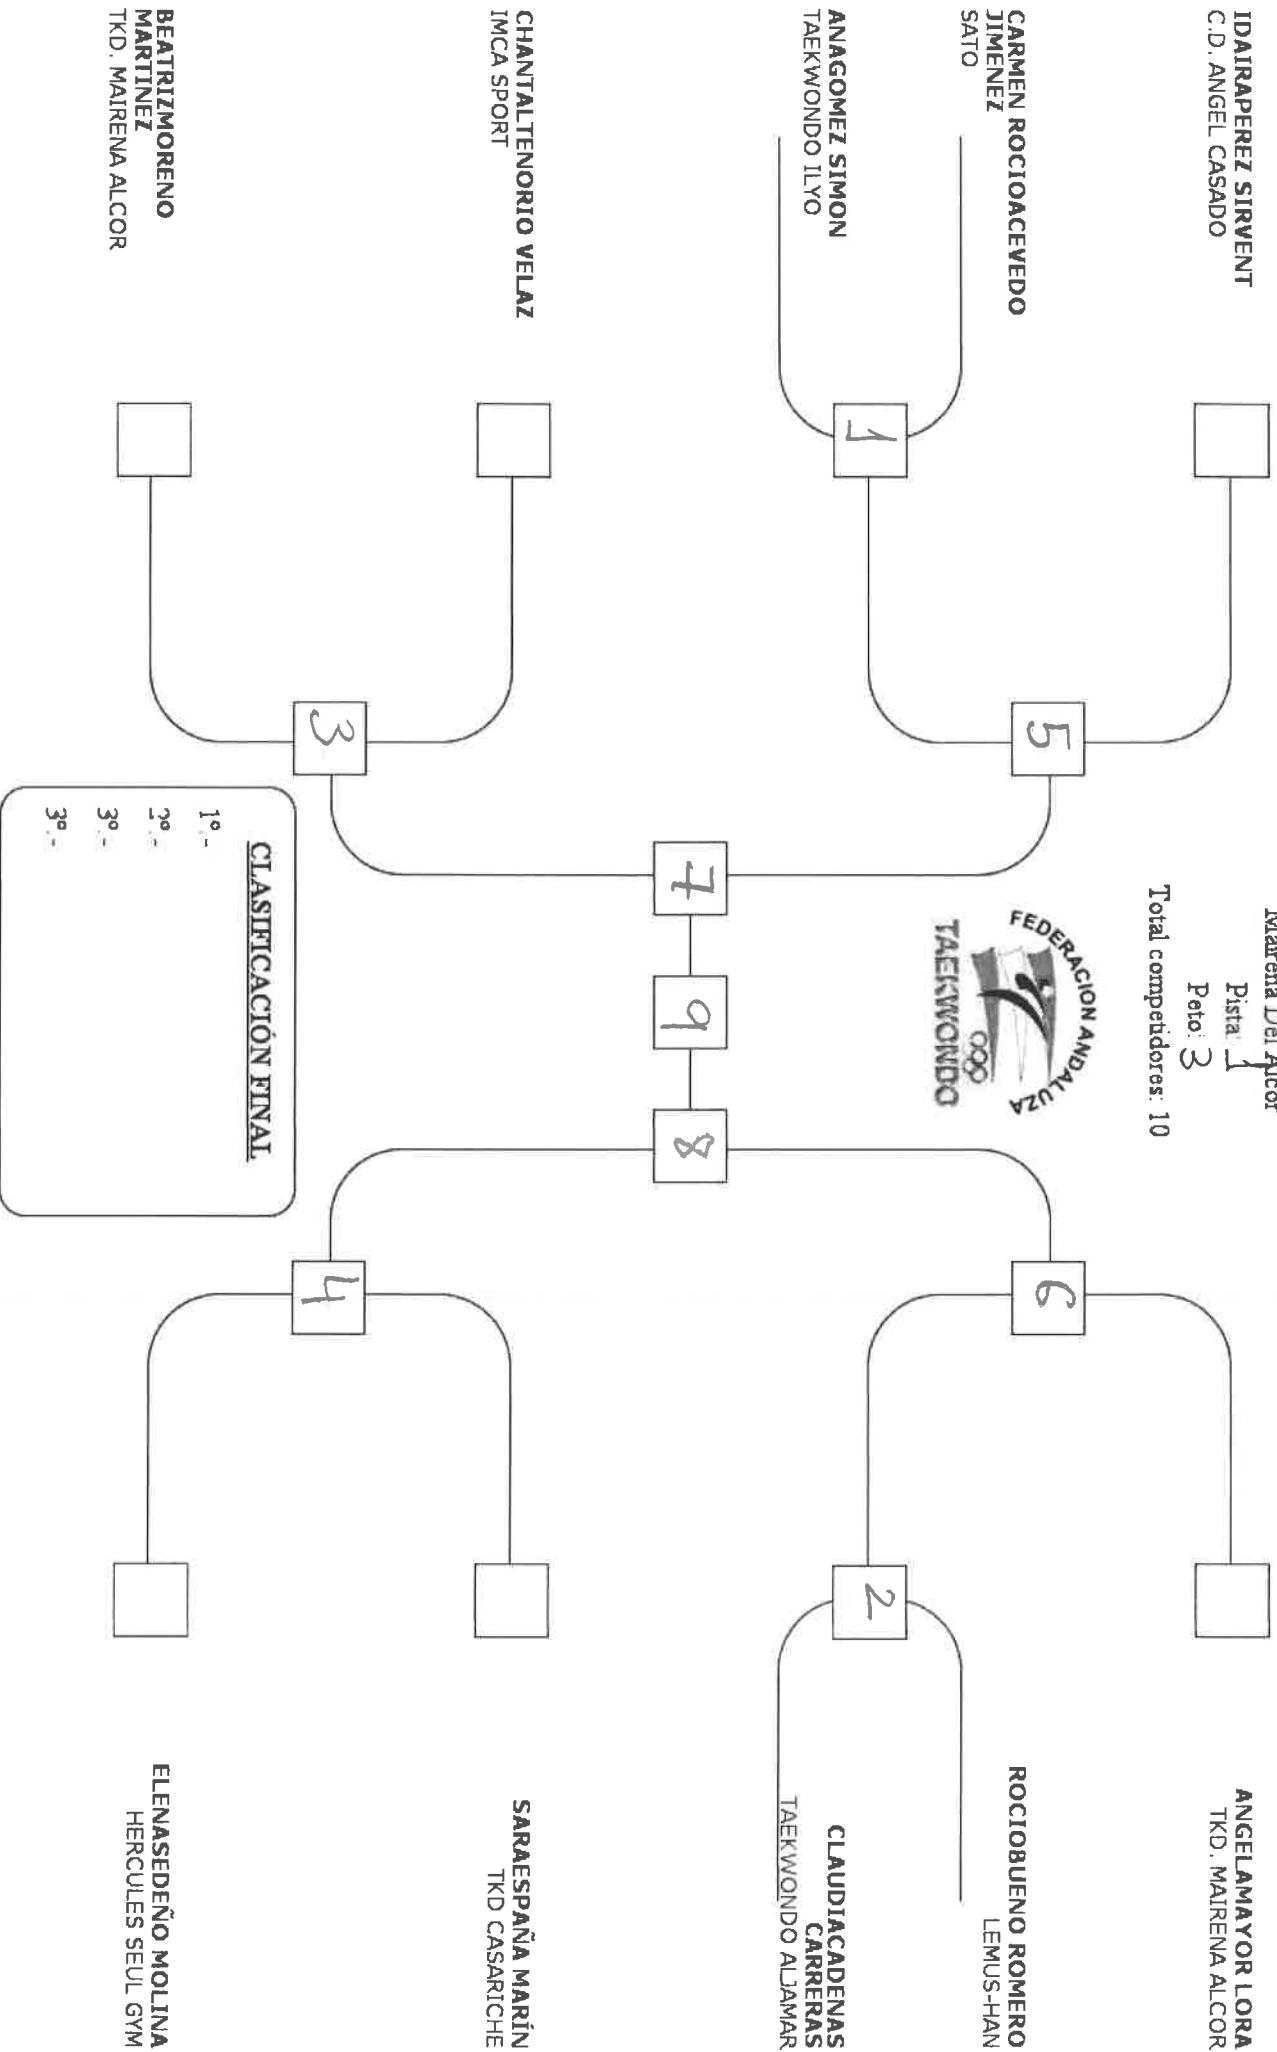 Mairena Del Alcor
Pista: 1
Peto: 3
Total competidores: 10
FEDERACION ANDALUZA
TAEKWONDO
IDAIRAPEREZ SIRVENT
C.D. ANGEL CASADO
CARMEN ROCIOACEVEDO
JIMENEZ
SATO
ANAGOMEZ SIMON
TAEKWONDO ILYO
CHANTALTENORIO VELAZ
IMCA SPORT
BEATRIZMORENO
MARTINEZ
TKD. MAIRENA ALCOR
1
5
3
7
9
8
6
4
2
ANGELAMAYOR LORA
TKD. MAIRENA ALCOR
ROCIOBUENO ROMERO
LEMUS-HAN
CLAUDIACADENAS
CARRERAS
TAEKWONDO ALJAMAR
SARAESPAÑA MARÍN
TKD CASARICHE
ELENASEDEÑO MOLINA
HERCULES SEUL GYM
CLASIFICACIÓN FINAL
1º.-
2º.-
3º.-
3º.-